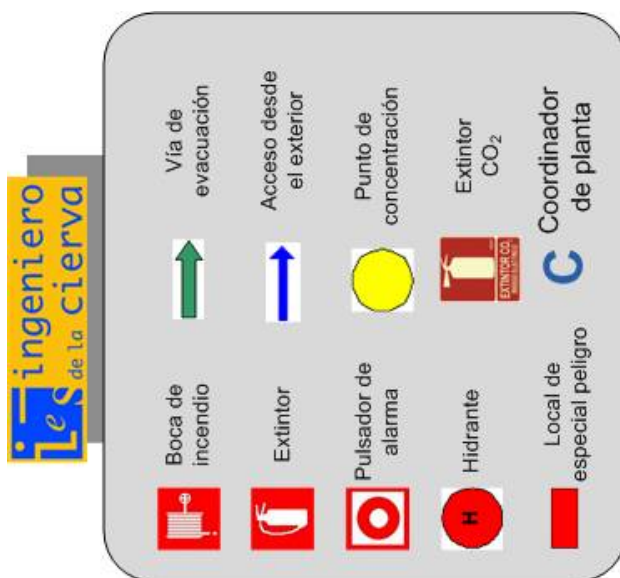 ies ingeniero
de la cierva
Boca de
incendio
Vía de
evacuación
Extintor
Acceso desde
el exterior
Pulsador de
alarma
Punto de
concentración
H
Hidrante
EXTINTOR CO2
Extintor
CO₂
Local de
especial peligro
C Coordinador
de planta